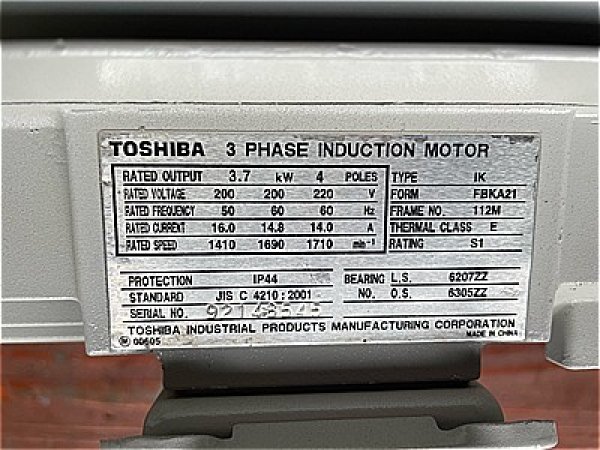 TOSHIBA 3 PHASE INDUCTION MOTOR
RATED OUTPUT 3.7 kW 4 POLES
RATED VOLTAGE 200 200 220 V
RATED FREQUENCY 50 60 60 Hz
RATED CURRENT 16.0 14.8 14.0 A
RATED SPEED 1410 1690 1710 min⁻¹
TYPE IK
FORM FBKA21
FRAME NO. 112M
THERMAL CLASS E
RATING S1
PROTECTION IP44
STANDARD JIS C 4210:2001
SERIAL NO. 92148545
BEARING L.S. 6207ZZ
NO. O.S. 6305ZZ
TOSHIBA INDUSTRIAL PRODUCTS MANUFACTURING CORPORATION
00605 MADE IN CHINA